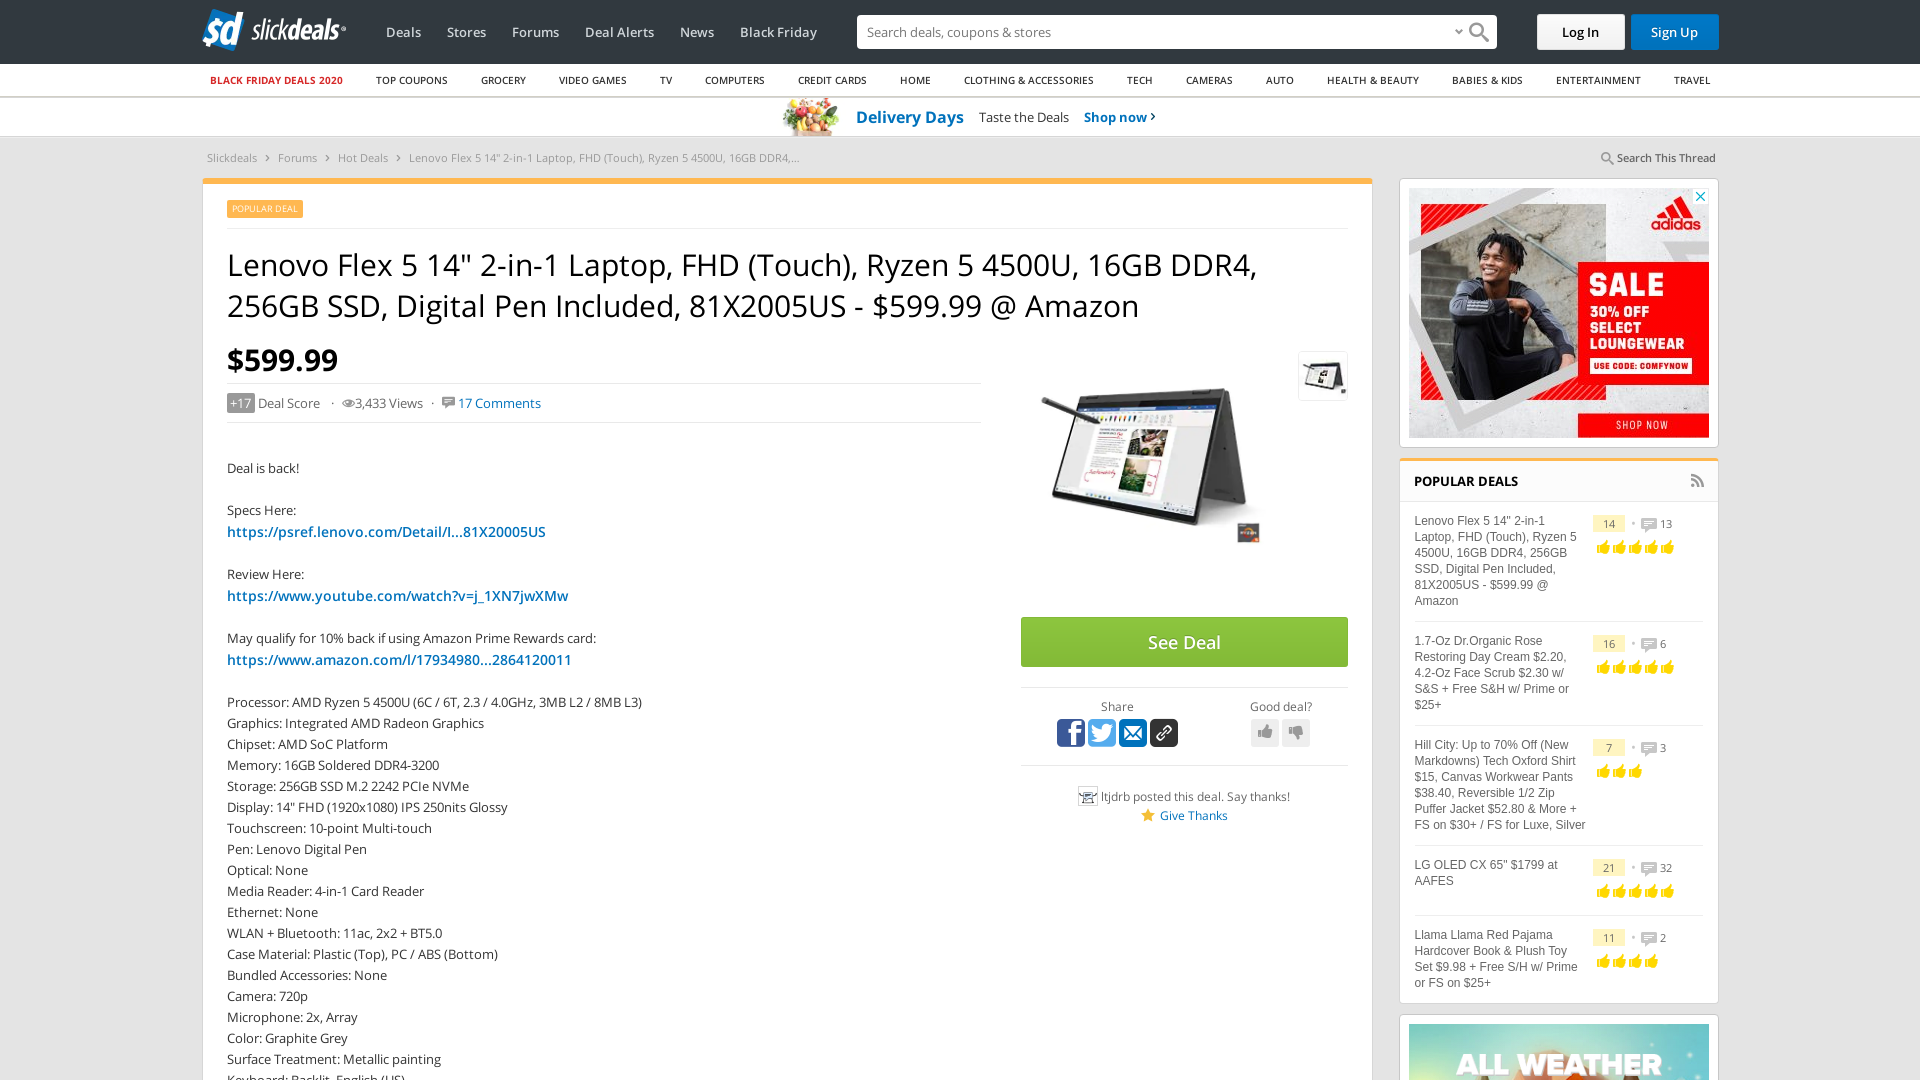 slickdeals
Deals
Stores
Forums
Deal Alerts
News
Black Friday
Search deals, coupons & stores
Log In
Sign Up
BLACK FRIDAY DEALS 2020
TOP COUPONS
GROCERY
VIDEO GAMES
TV
COMPUTERS
CREDIT CARDS
HOME
CLOTHING & ACCESSORIES
TECH
CAMERAS
AUTO
HEALTH & BEAUTY
BABIES & KIDS
ENTERTAINMENT
TRAVEL
Delivery Days Taste the Deals Shop now
Slickdeals > Forums > Hot Deals > Lenovo Flex 5 14" 2-in-1 Laptop, FHD (Touch), Ryzen 5 4500U, 16GB DDR4,...
Search This Thread
POPULAR DEAL
Lenovo Flex 5 14" 2-in-1 Laptop, FHD (Touch), Ryzen 5 4500U, 16GB DDR4,
256GB SSD, Digital Pen Included, 81X2005US - $599.99 @ Amazon
$599.99
+17 Deal Score · 3,433 Views · 17 Comments
Deal is back!
Specs Here:
https://psref.lenovo.com/Detail/I...81X20005US
Review Here:
https://www.youtube.com/watch?v=j_1XN7jwXMw
May qualify for 10% back if using Amazon Prime Rewards card:
https://www.amazon.com/l/17934980...2864120011
Processor: AMD Ryzen 5 4500U (6C / 6T, 2.3 / 4.0GHz, 3MB L2 / 8MB L3)
Graphics: Integrated AMD Radeon Graphics
Chipset: AMD SoC Platform
Memory: 16GB Soldered DDR4-3200
Storage: 256GB SSD M.2 2242 PCIe NVMe
Display: 14" FHD (1920x1080) IPS 250nits Glossy
Touchscreen: 10-point Multi-touch
Pen: Lenovo Digital Pen
Optical: None
Media Reader: 4-in-1 Card Reader
Ethernet: None
WLAN + Bluetooth: 11ac, 2x2 + BT5.0
Case Material: Plastic (Top), PC / ABS (Bottom)
Bundled Accessories: None
Camera: 720p
Microphone: 2x, Array
Color: Graphite Grey
Surface Treatment: Metallic painting
Keyboard: Backlit, English (US)
See Deal
Share
Good deal?
ltjdrb posted this deal. Say thanks!
Give Thanks
adidas
SALE
30% OFF
SELECT
LOUNGEWEAR
USE CODE: COMFYNOW
SHOP NOW
POPULAR DEALS
Lenovo Flex 5 14" 2-in-1
Laptop, FHD (Touch), Ryzen 5
4500U, 16GB DDR4, 256GB
SSD, Digital Pen Included,
81X2005US - $599.99 @
Amazon
14 • 13
1.7-Oz Dr.Organic Rose
Restoring Day Cream $2.20,
4.2-Oz Face Scrub $2.30 w/
S&S + Free S&H w/ Prime or
$25+
16 • 6
Hill City: Up to 70% Off (New
Markdowns) Tech Oxford Shirt
$15, Canvas Workwear Pants
$38.40, Reversible 1/2 Zip
Puffer Jacket $52.80 & More +
FS on $30+ / FS for Luxe, Silver
7 • 3
LG OLED CX 65" $1799 at
AAFES
21 • 32
Llama Llama Red Pajama
Hardcover Book & Plush Toy
Set $9.98 + Free S/H w/ Prime
or FS on $25+
11 • 2
ALL WEATHER